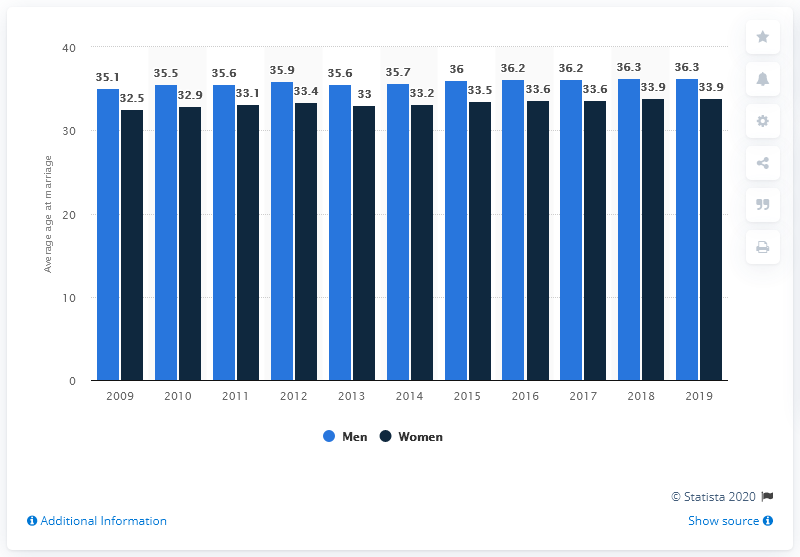 40
35.1 35.5 35.6 35.9 35.6 35.7 36 36.2 36.2 36.3 36.3
32.5 32.9 33.1 33.4 33 33.2 33.5 33.6 33.6 33.9 33.9
30
20
10
0
Average age at marriage
2009 2010 2011 2012 2013 2014 2015 2016 2017 2018 2019
Men Women
© Statista 2020
Additional Information Show source